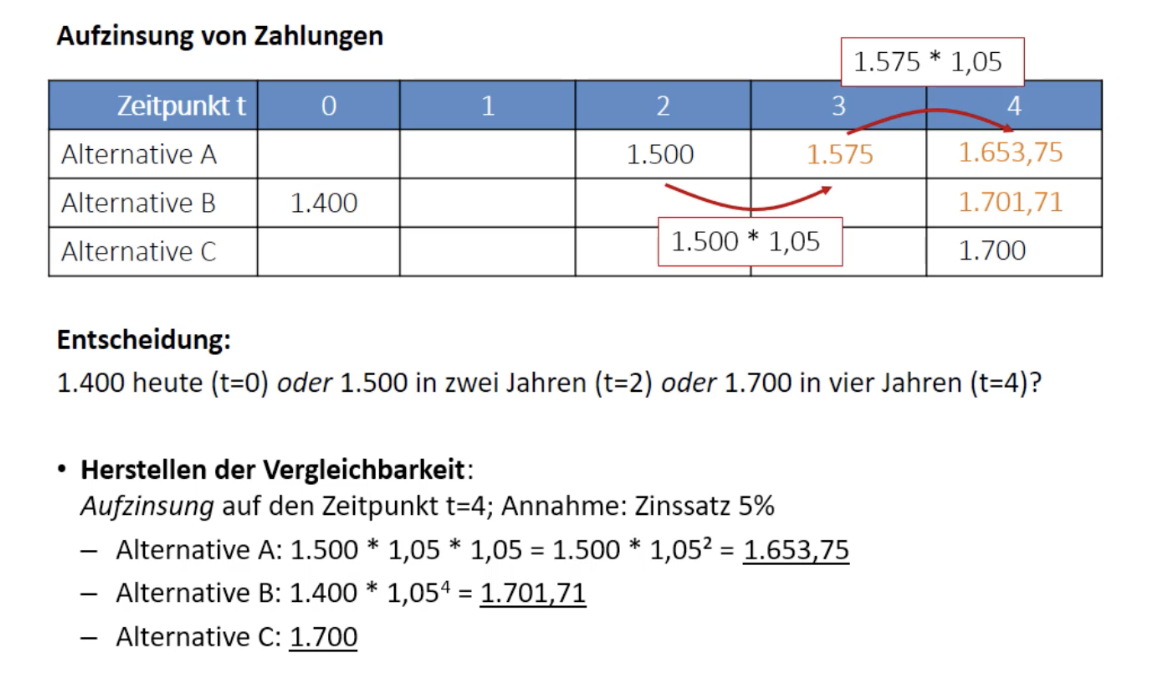 Aufzinsung von Zahlungen
1.575 * 1,05
Zeitpunkt t 0 1 2 3 4
Alternative A 1.500 1.575 1.653,75
Alternative B 1.400 1.701,71
1.500 * 1,05
Alternative C 1.700
Entscheidung:
1.400 heute (t=0) oder 1.500 in zwei Jahren (t=2) oder 1.700 in vier Jahren (t=4)?
• Herstellen der Vergleichbarkeit:
Aufzinsung auf den Zeitpunkt t=4; Annahme: Zinssatz 5%
– Alternative A: 1.500 * 1,05 * 1,05 = 1.500 * 1,05² = 1.653,75
– Alternative B: 1.400 * 1,05⁴ = 1.701,71
– Alternative C: 1.700